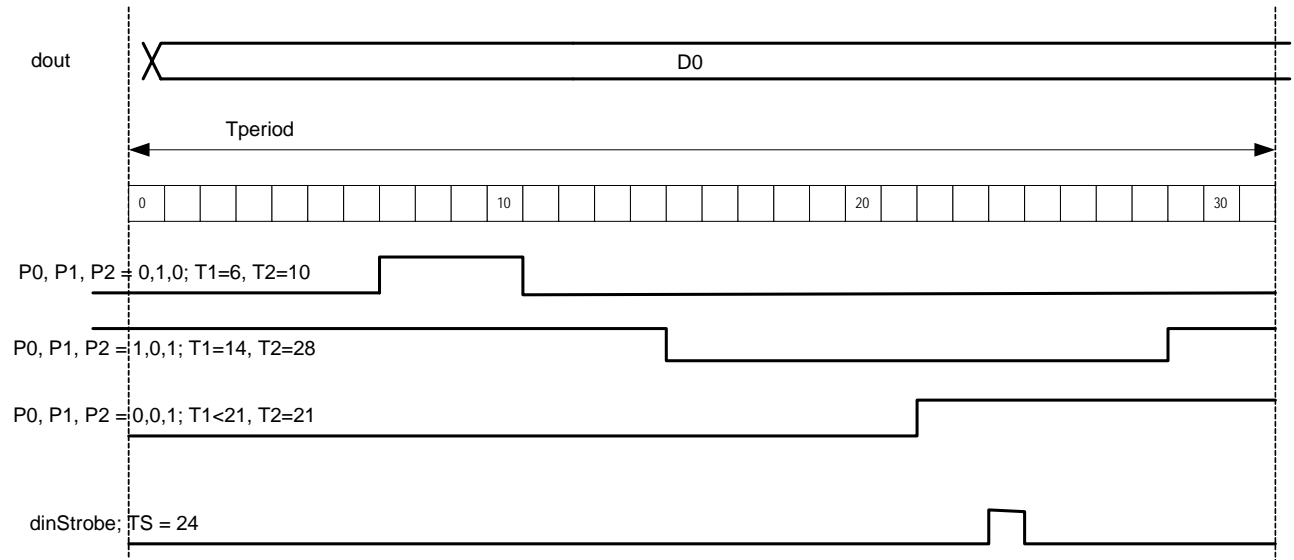 dout
D0
Tperiod
0 10 20 30
P0, P1, P2 = 0,1,0; T1=6, T2=10
P0, P1, P2 = 1,0,1; T1=14, T2=28
P0, P1, P2 = 0,0,1; T1<21, T2=21
dinStrobe; TS = 24